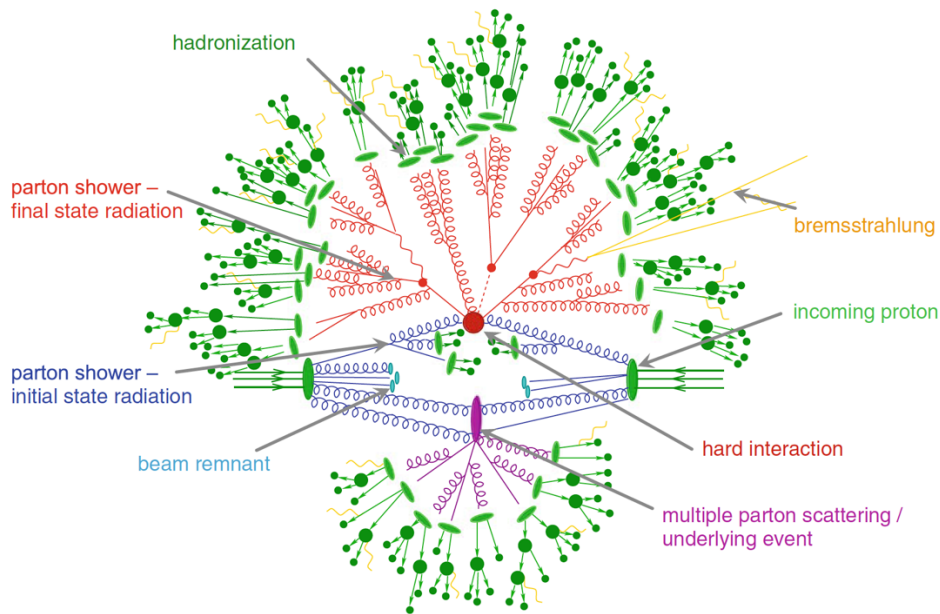 hadronization
parton shower –
final state radiation
bremsstrahlung
incoming proton
parton shower –
initial state radiation
beam remnant
hard interaction
multiple parton scattering /
underlying event